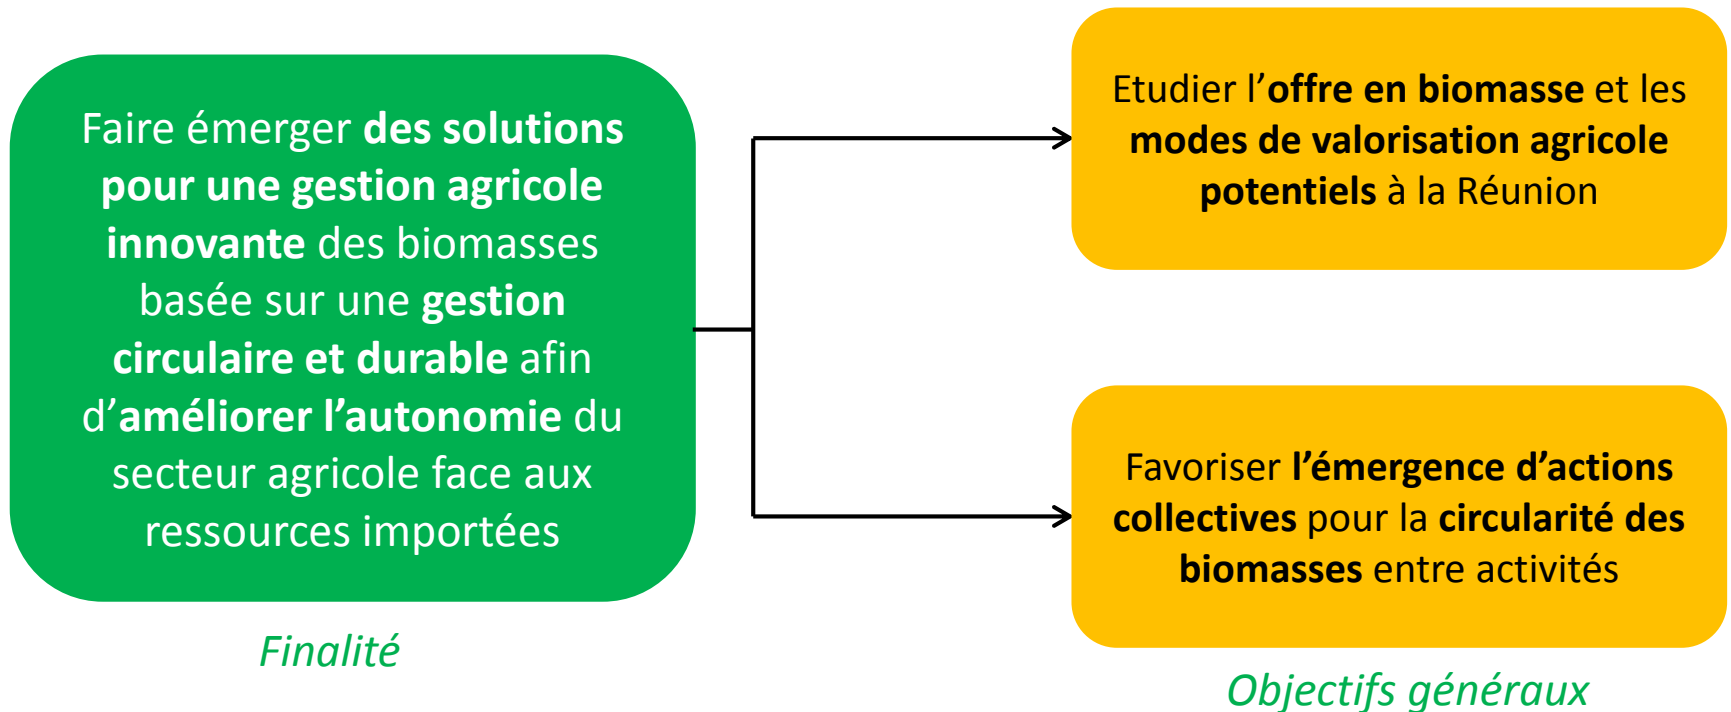 Faire émerger des solutions
pour une gestion agricole
innovante des biomasses
basée sur une gestion
circulaire et durable afin
d’améliorer l’autonomie du
secteur agricole face aux
ressources importées
Finalité
Etudier l’offre en biomasse et les
modes de valorisation agricole
potentiels à la Réunion
Favoriser l’émergence d’actions
collectives pour la circularité des
biomasses entre activités
Objectifs généraux